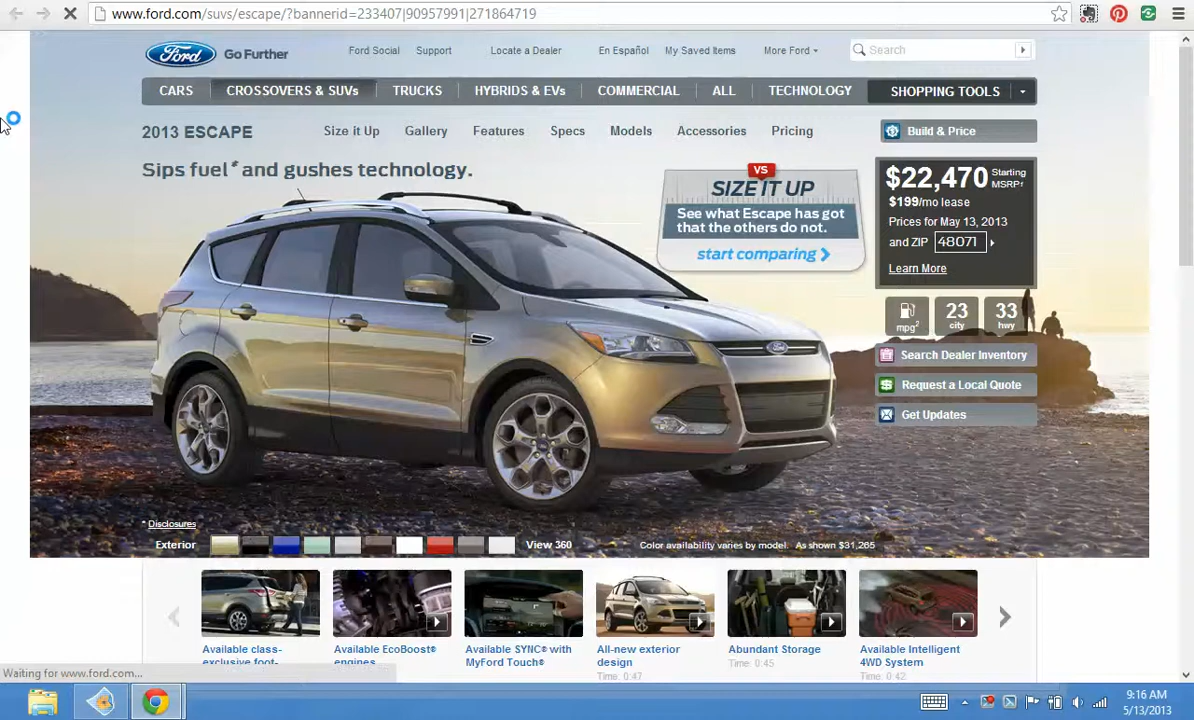 www.ford.com/suvs/escape/?bannerid=233407|90957991|271864719
Ford Go Further
Ford Social Support Locate a Dealer En Español My Saved Items More Ford Search
CARS CROSSOVERS & SUVs TRUCKS HYBRIDS & EVs COMMERCIAL ALL TECHNOLOGY SHOPPING TOOLS
2013 ESCAPE Size it Up Gallery Features Specs Models Accessories Pricing Build & Price
Sips fuel* and gushes technology.
VS
SIZE IT UP
See what Escape has got
that the others do not.
start comparing
$22,470 Starting MSRP†
$199/mo lease
Prices for May 13, 2013
and ZIP 48071
Learn More
mpg² 23 city 33 hwy
Search Dealer Inventory
Request a Local Quote
Get Updates
Ford
* Disclosures
Exterior View 360 Color availability varies by model. As shown $31,265
Available class-
exclusive foot-
Available EcoBoost®
engines
Available SYNC® with
MyFord Touch®
All-new exterior
design
Time: 0:47
Abundant Storage
Time: 0:45
Available Intelligent
4WD System
Time: 0:42
Waiting for www.ford.com...
9:16 AM
5/13/2013